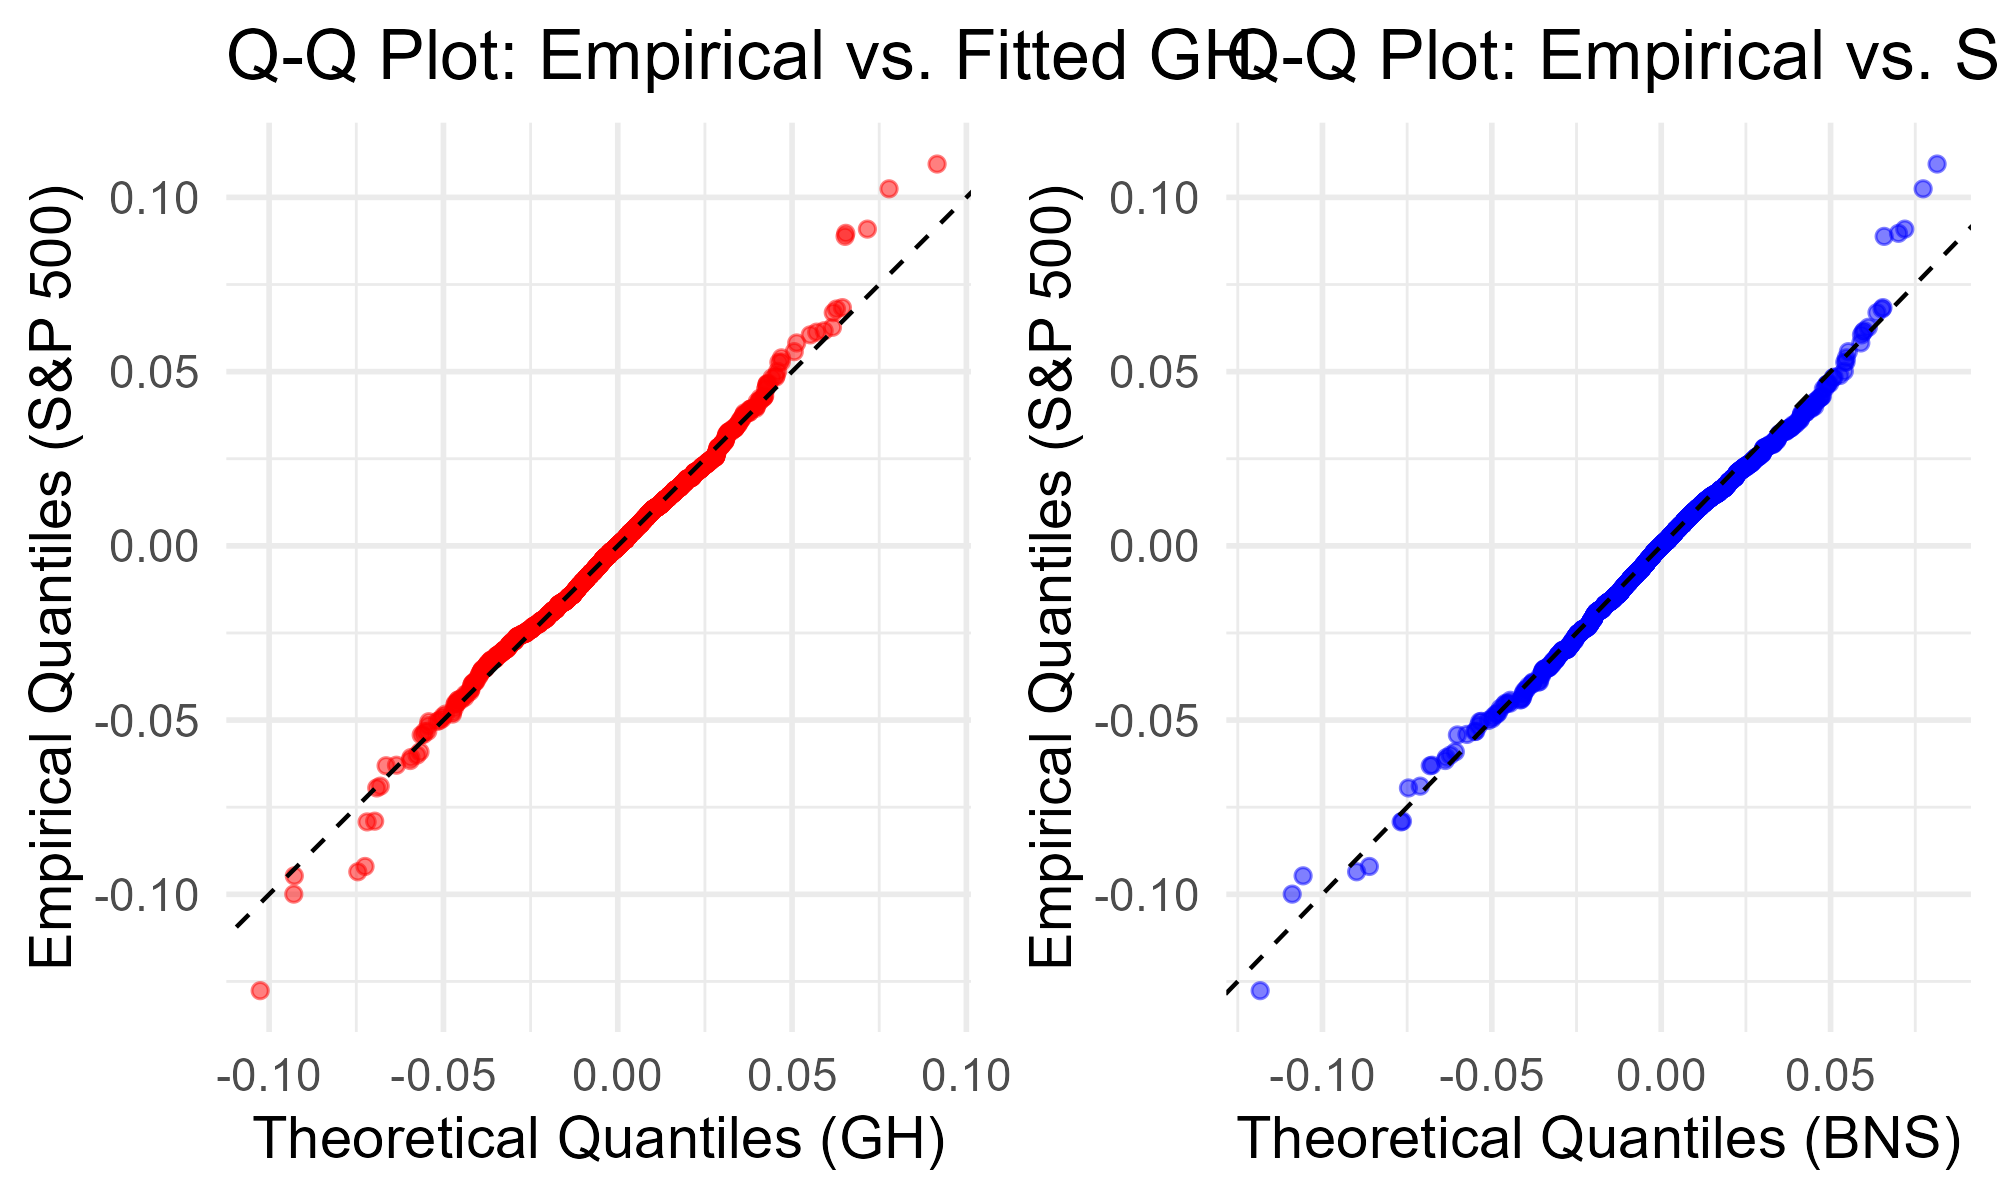 Q-Q Plot: Empirical vs. Fitted GH
Empirical Quantiles (S&P 500)
0.10
0.05
0.00
-0.05
-0.10
-0.10 -0.05 0.00 0.05 0.10
Theoretical Quantiles (GH)
Q-Q Plot: Empirical vs. S
Empirical Quantiles (S&P 500)
0.10
0.05
0.00
-0.05
-0.10
-0.10 -0.05 0.00 0.05
Theoretical Quantiles (BNS)